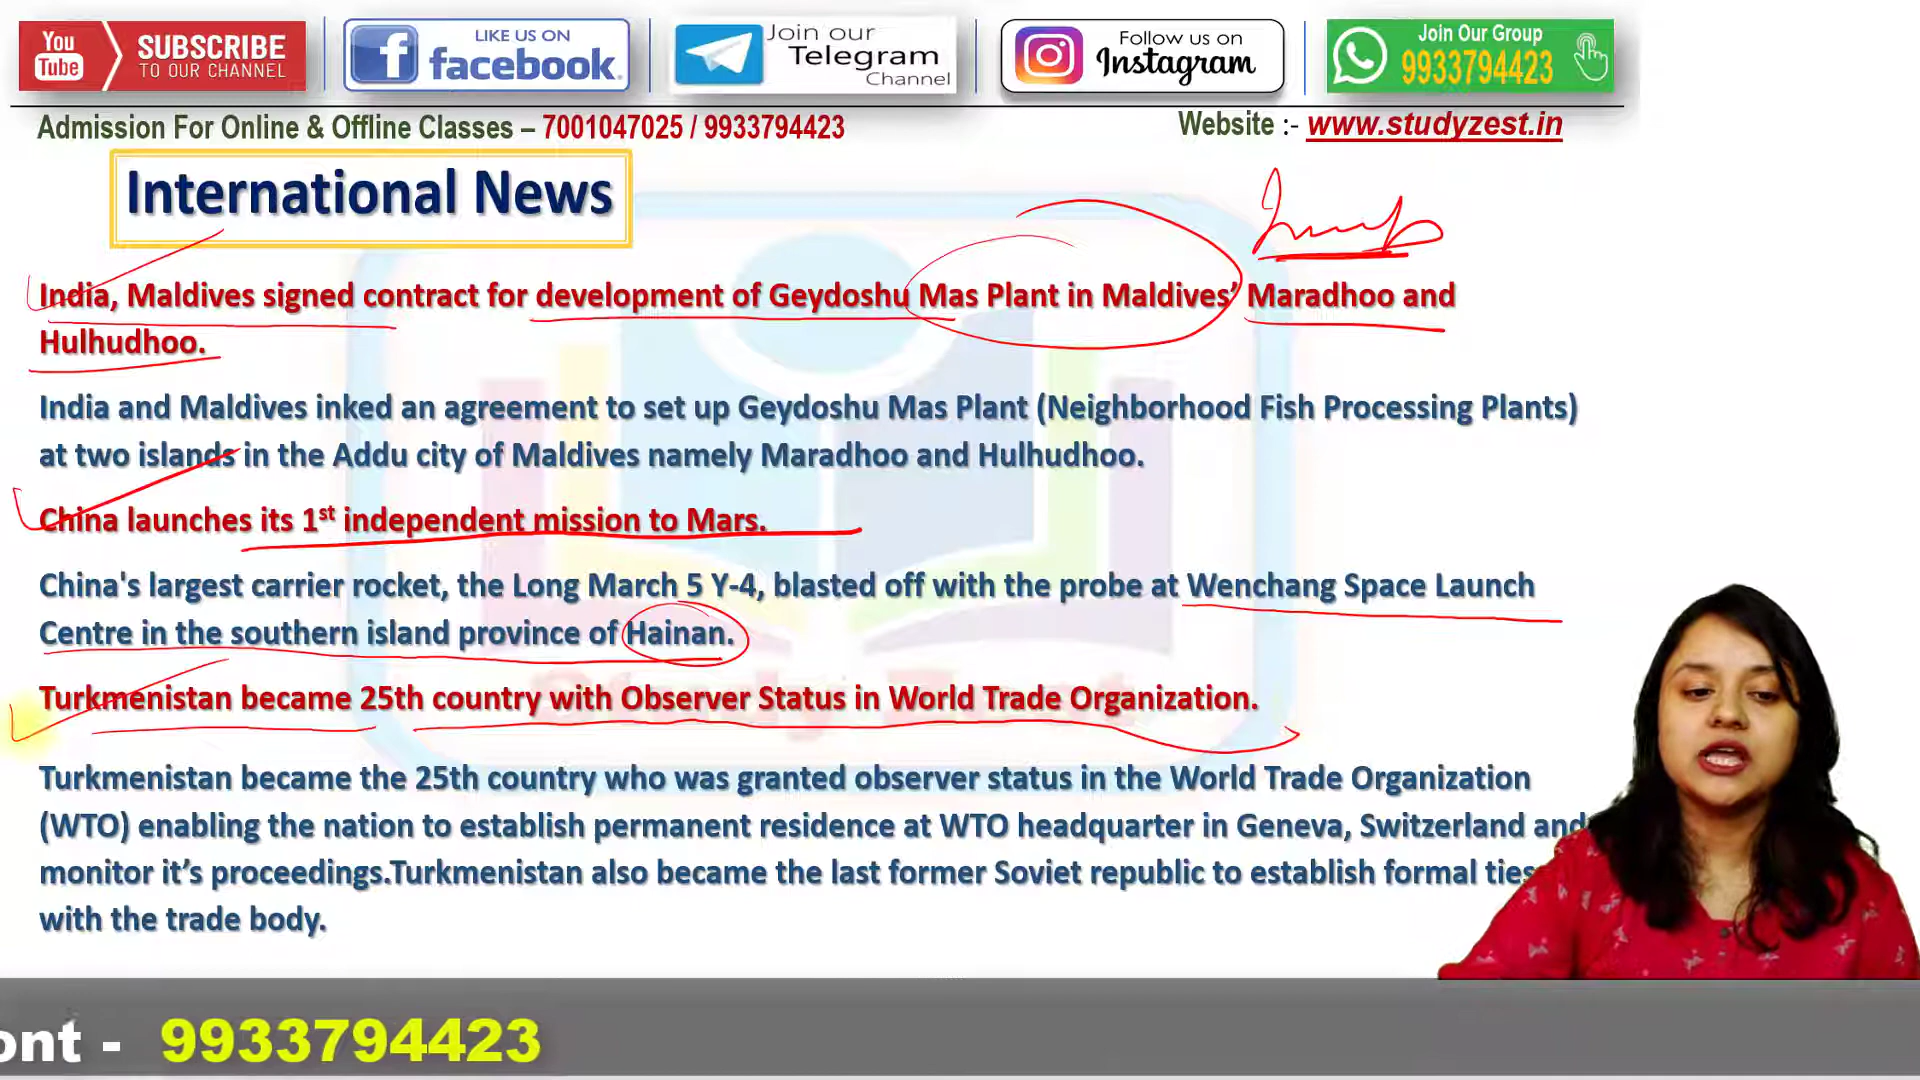 You
Tube
SUBSCRIBE
TO OUR CHANNEL
LIKE US ON
facebook.
Join our
Telegram
Channel
Follow us on
Instagram
Join Our Group
9933794423
Admission For Online & Offline Classes – 7001047025 / 9933794423
Website :- www.studyzest.in
International News
Imp
India, Maldives signed contract for development of Geydoshu Mas Plant in Maldives’ Maradhoo and
Hulhudhoo.
India and Maldives inked an agreement to set up Geydoshu Mas Plant (Neighborhood Fish Processing Plants)
at two islands in the Addu city of Maldives namely Maradhoo and Hulhudhoo.
China launches its 1st independent mission to Mars.
China's largest carrier rocket, the Long March 5 Y-4, blasted off with the probe at Wenchang Space Launch
Centre in the southern island province of Hainan.
Turkmenistan became 25th country with Observer Status in World Trade Organization.
Turkmenistan became the 25th country who was granted observer status in the World Trade Organization
(WTO) enabling the nation to establish permanent residence at WTO headquarter in Geneva, Switzerland and
monitor it’s proceedings.Turkmenistan also became the last former Soviet republic to establish formal ties
with the trade body.
ont - 9933794423